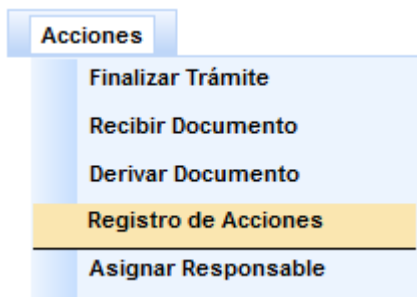 Acciones
Finalizar Trámite
Recibir Documento
Derivar Documento
Registro de Acciones
Asignar Responsable